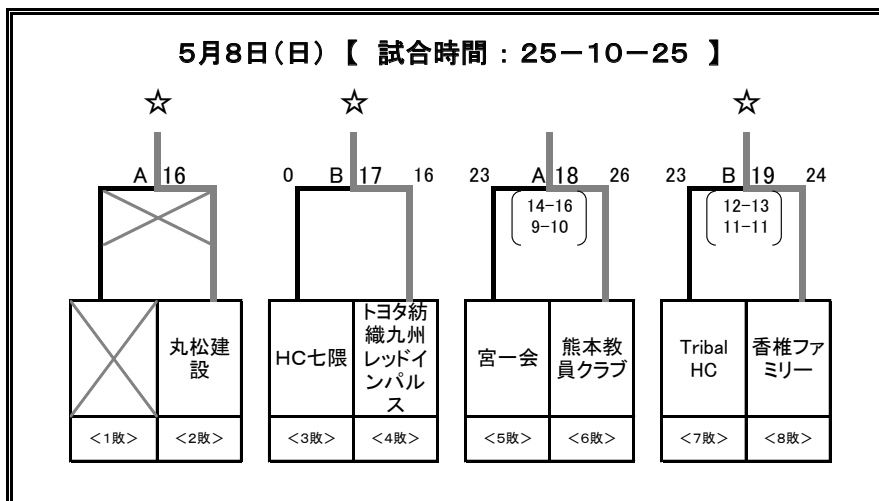 5月8日(日)【 試合時間 : 25-10-25 】
☆ ☆ ☆
A 16 0 B 17 16 23 A 18 26 23 B 19 24
14-16 12-13
9-10 11-11
丸松建
設
HC七隈
トヨタ紡
織九州
レッドイ
ンパル
ス
宮一会
熊本教
員クラブ
Tribal
HC
香椎ファ
ミリー
<1敗> <2敗> <3敗> <4敗> <5敗> <6敗> <7敗> <8敗>